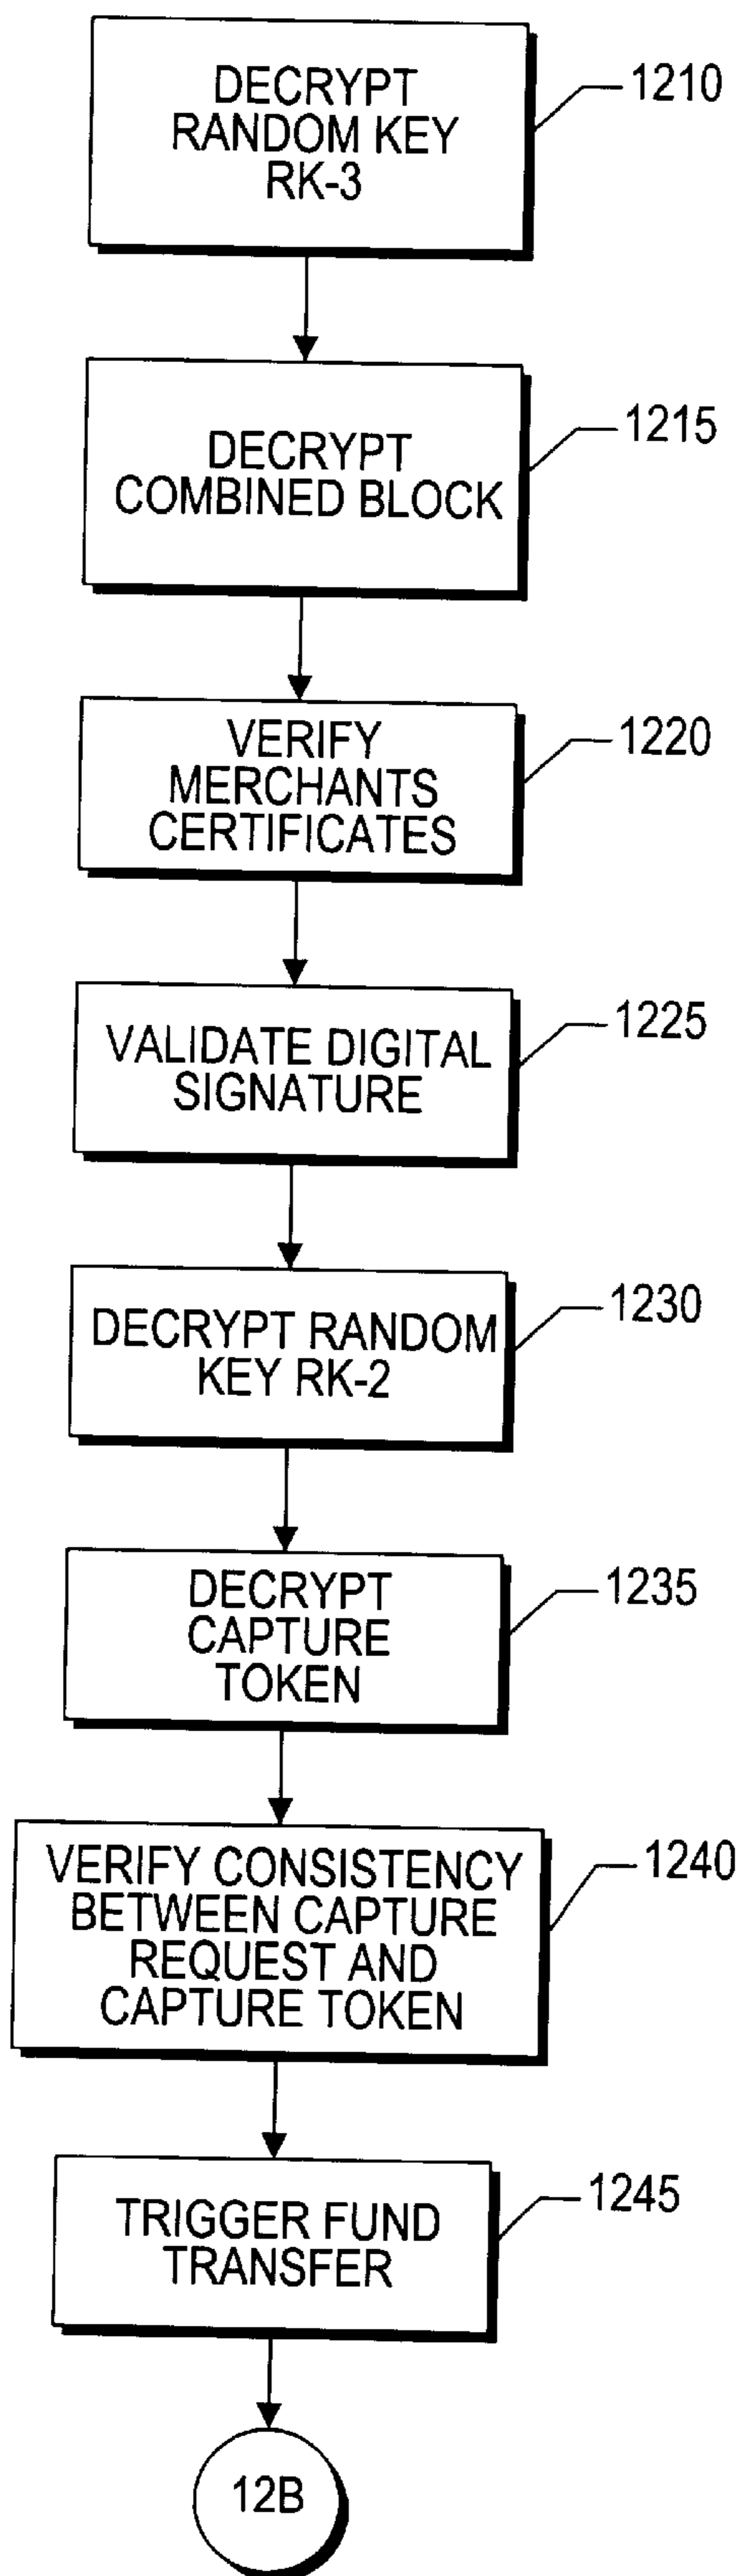 DECRYPT
RANDOM KEY
RK-3
1210
DECRYPT
COMBINED BLOCK
1215
VERIFY
MERCHANTS
CERTIFICATES
1220
VALIDATE DIGITAL
SIGNATURE
1225
DECRYPT RANDOM
KEY RK-2
1230
DECRYPT
CAPTURE
TOKEN
1235
VERIFY CONSISTENCY
BETWEEN CAPTURE
REQUEST AND
CAPTURE TOKEN
1240
TRIGGER FUND
TRANSFER
1245
12B